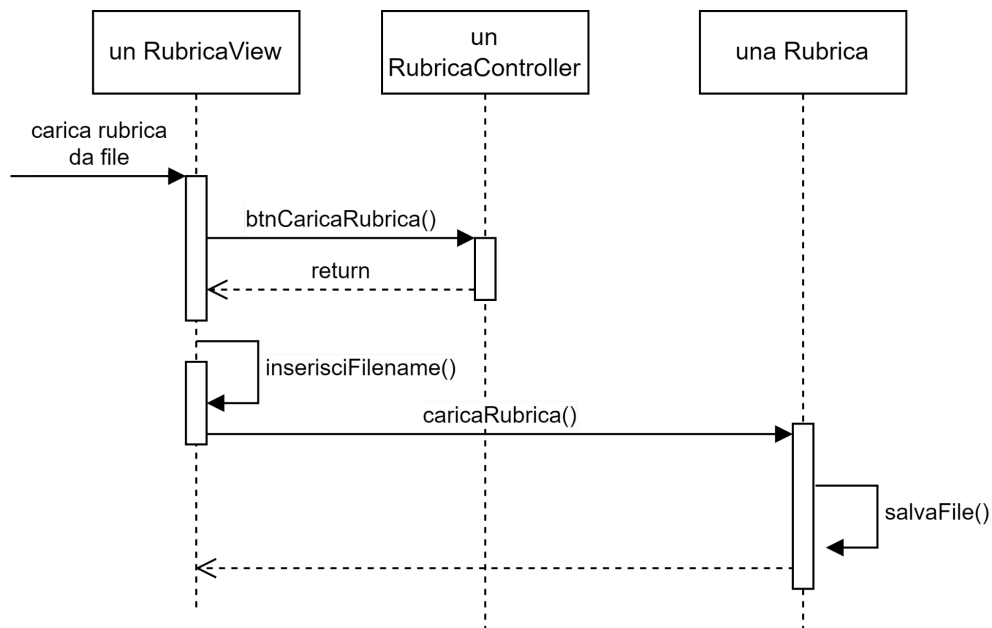 un RubricaView
un
RubricaController
una Rubrica
carica rubrica
da file
btnCaricaRubrica()
return
inserisciFilename()
caricaRubrica()
salvaFile()